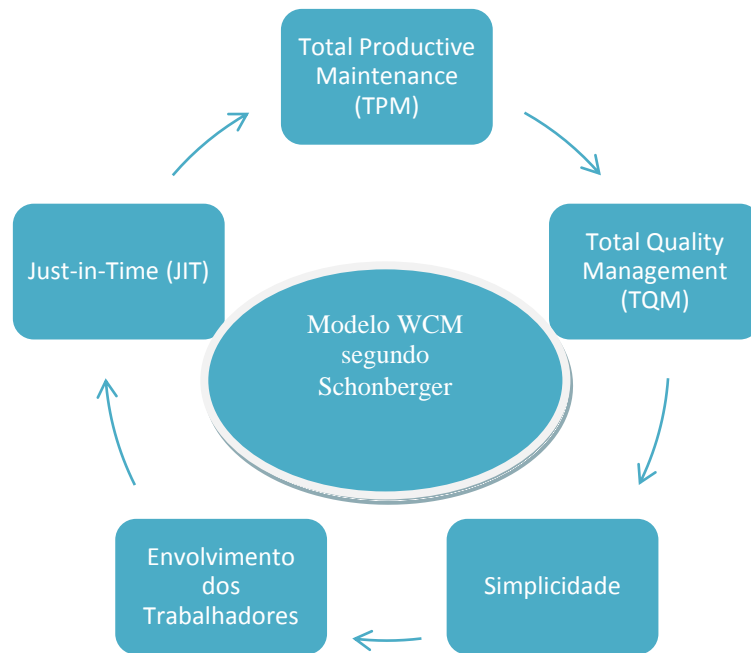 Total Productive
Maintenance
(TPM)
Just-in-Time (JIT)
Total Quality
Management
(TQM)
Modelo WCM
segundo
Schonberger
Envolvimento
dos
Trabalhadores
Simplicidade